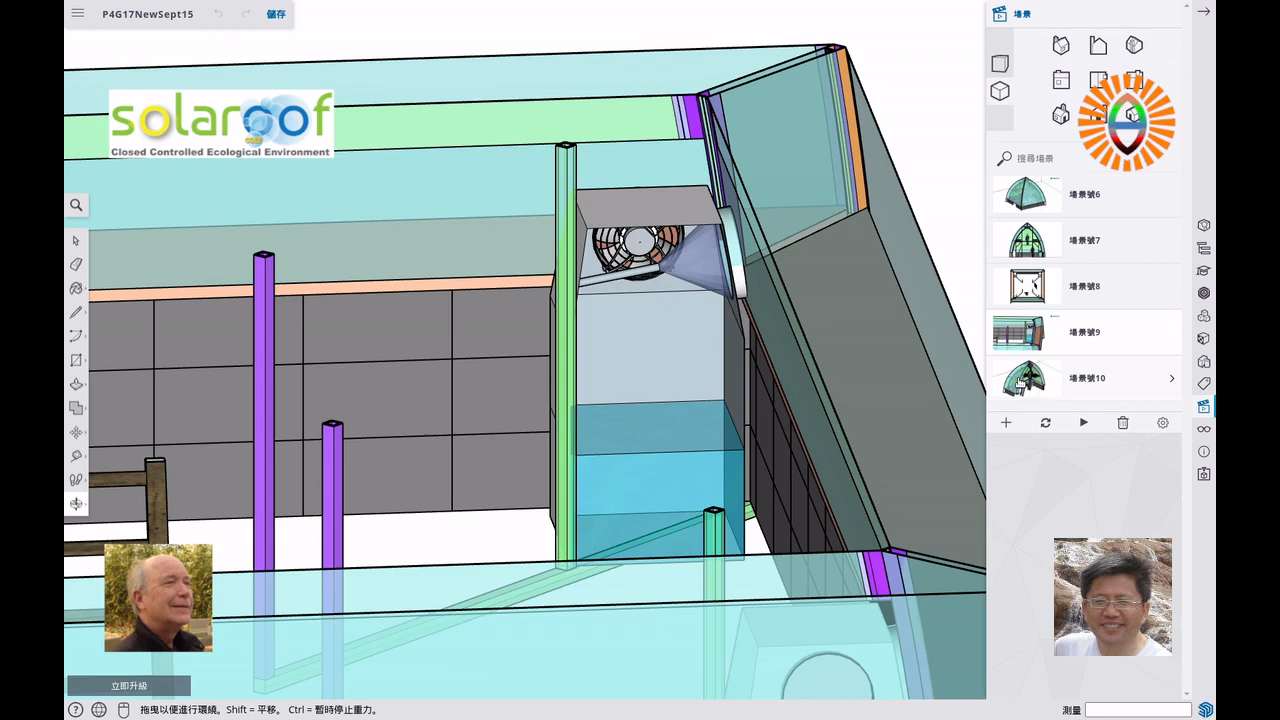 P4G17NewSept15
儲存
場景
solarroof
Closed Controlled Ecological Environment
搜尋場景
場景號6
場景號7
場景號8
場景號9
場景號10
立即升級
拖曳以便進行環繞。Shift = 平移。 Ctrl = 暫時停止重力。
測量